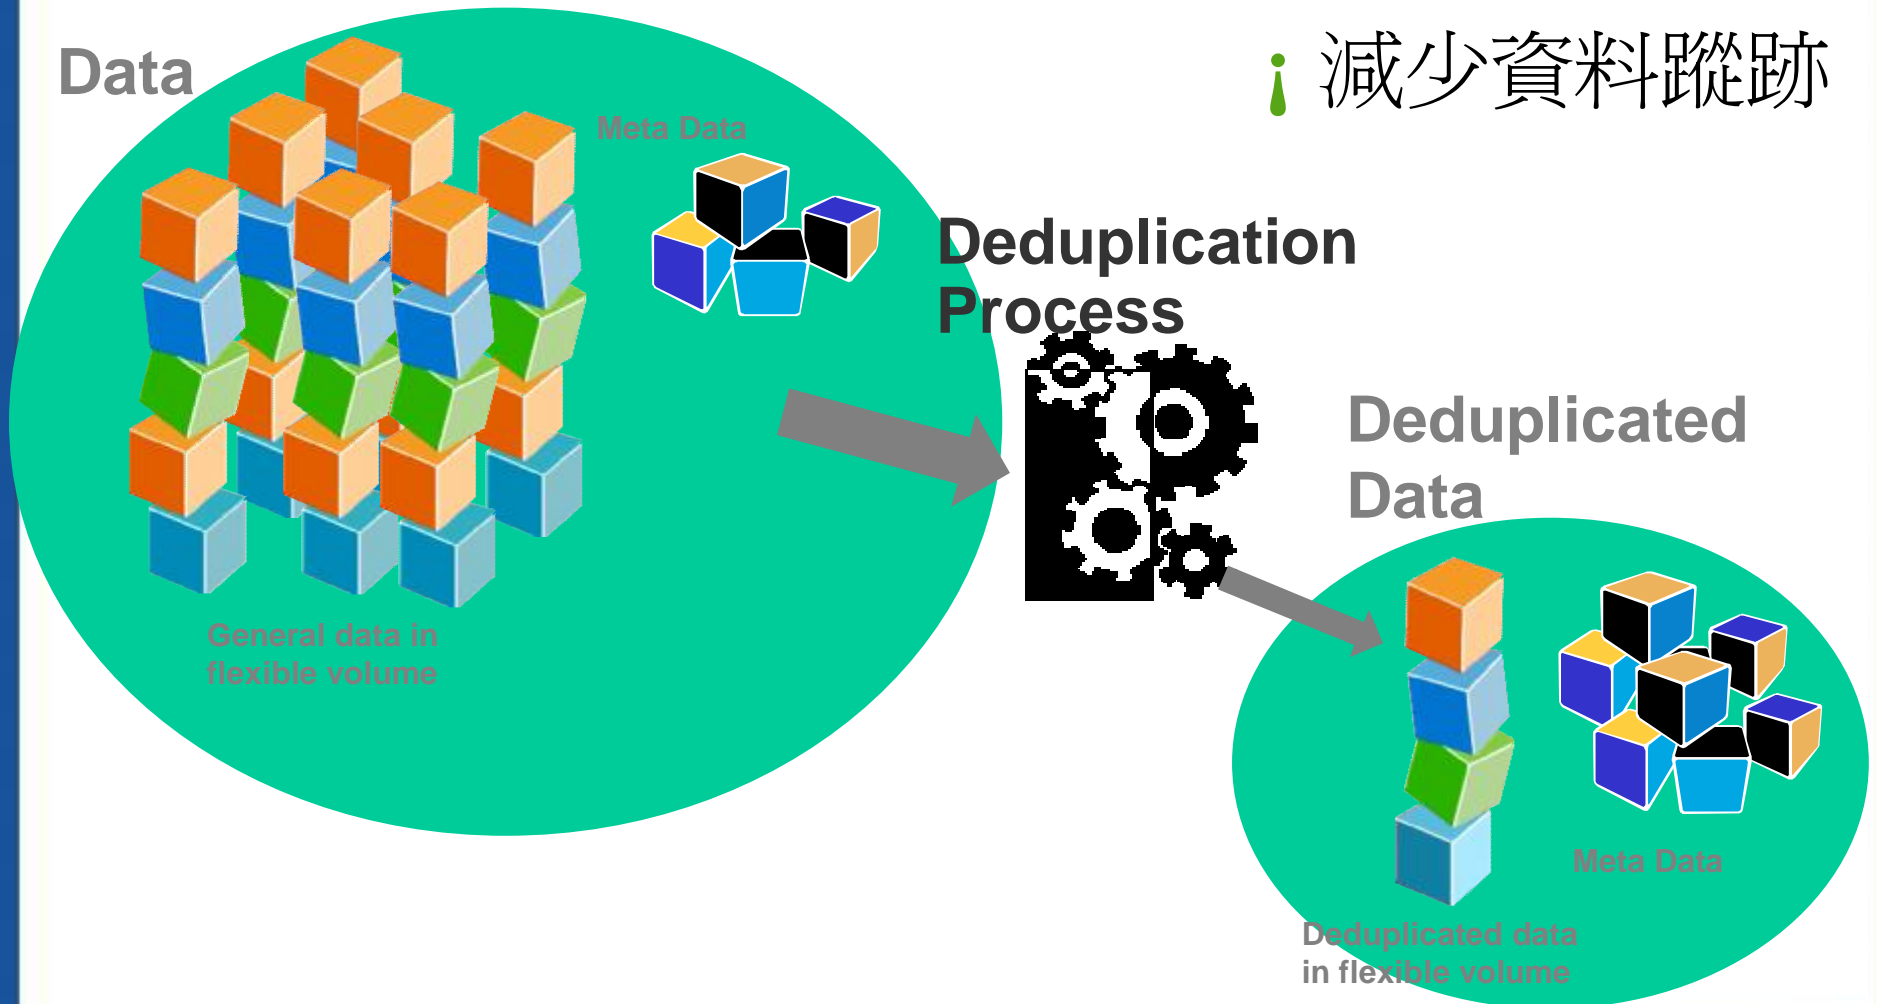 Data
¡ 減少資料蹤跡
Meta Data
Deduplication
Process
Deduplicated
Data
General data in
flexible volume
Meta Data
Deduplicated data
in flexible volume